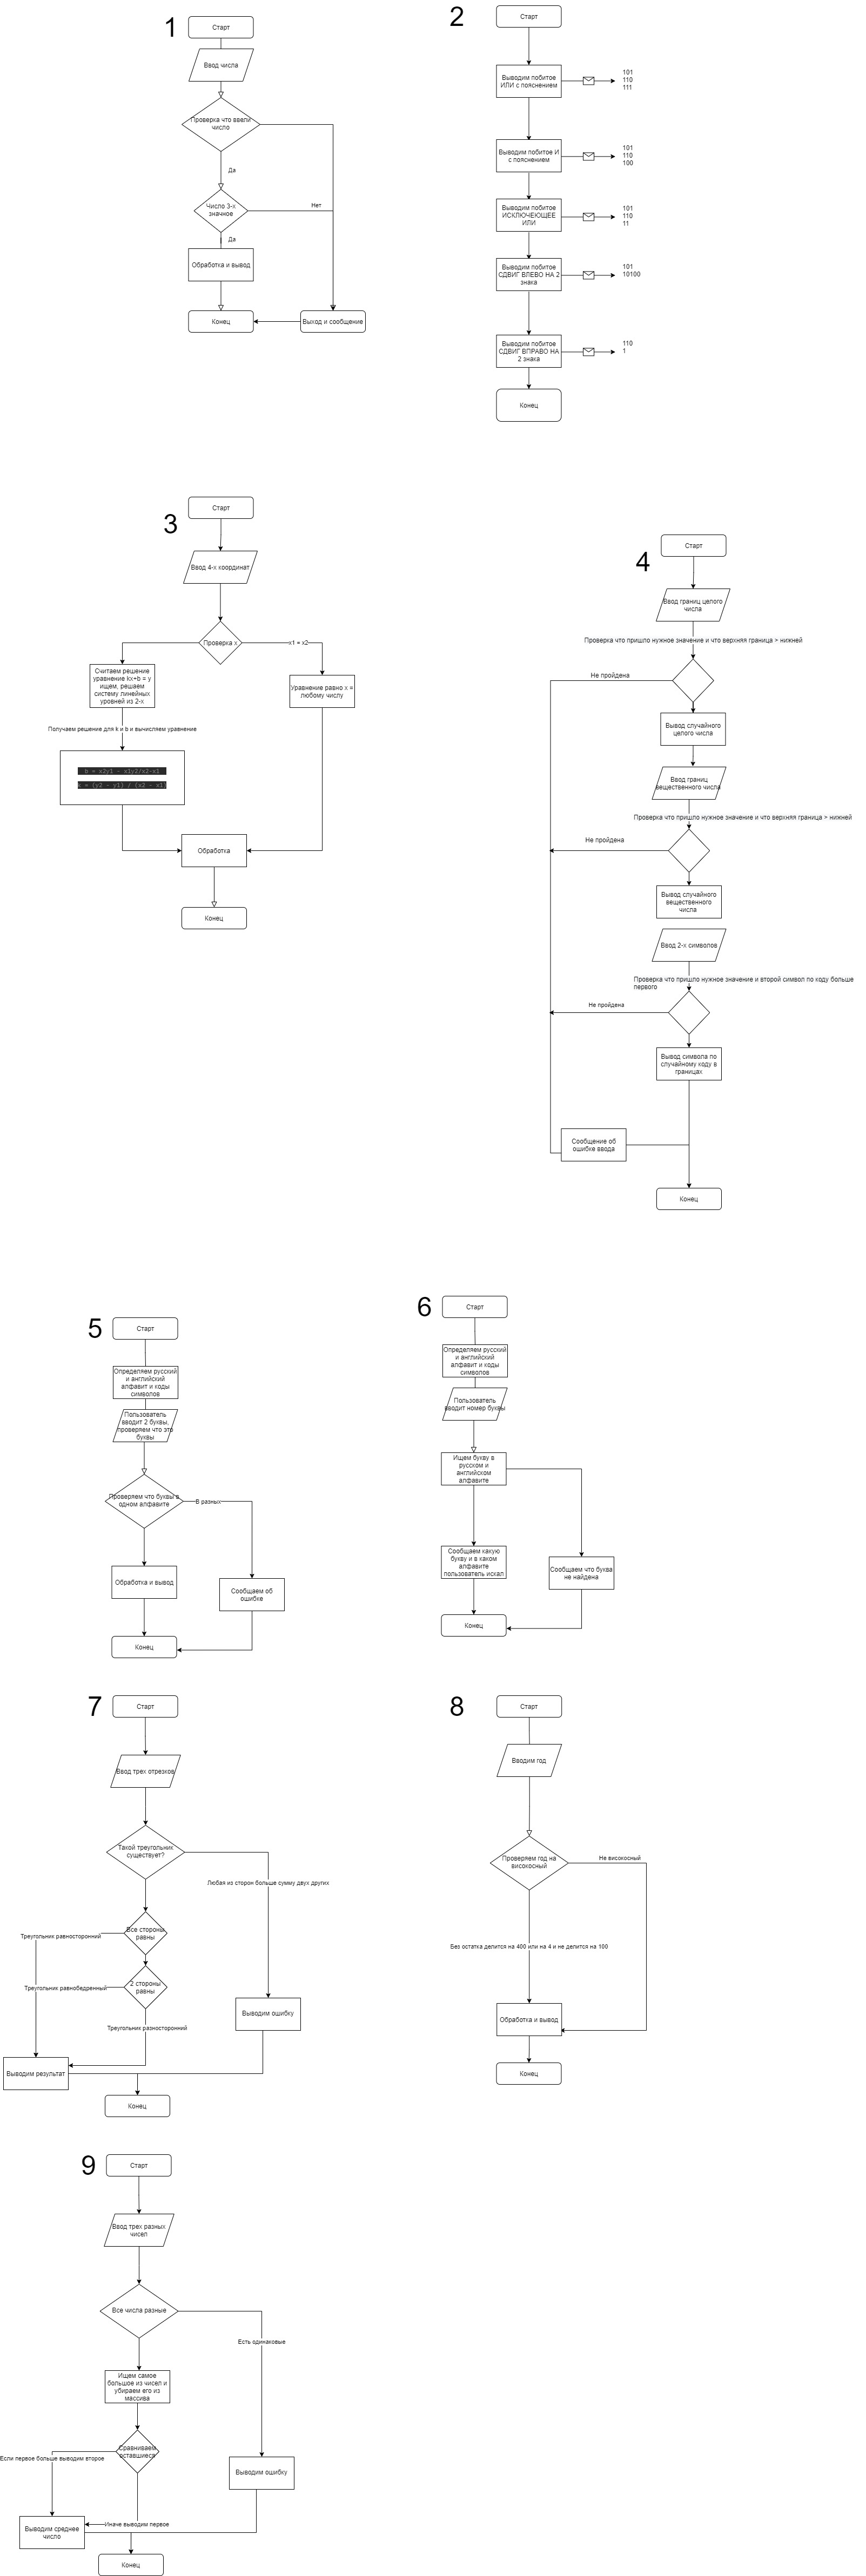 1
Старт
Ввод числа
Проверка что ввели
число
Да
Число 3-х
значное
Нет
Да
Обработка и вывод
Конец
Выход и сообщение
2
Старт
Выводим побитое
ИЛИ с пояснением
101
110
111
Выводим побитое И
с пояснением
101
110
100
Выводим побитое
ИСКЛЮЧЕЮЩЕЕ
ИЛИ
101
110
11
Выводим побитое
СДВИГ ВЛЕВО НА 2
знака
101
10100
Выводим побитое
СДВИГ ВПРАВО НА
2 знака
110
1
Конец
3
Старт
Ввод 4-х координат
Проверка х
x1 = x2
Считаем решение
уравнение kx+b = y
ищем, решаем
систему линейных
уровней из 2-х
Уравнение равно x =
любому числу
Получаем решение для k и b и вычисляем уравнение
b = x2y1 - x1y2/x2-x1
k = (y2 - y1) / (x2 - x1)
Обработка
Конец
4
Старт
Ввод границ целого
числа
Проверка что пришло нужное значение и что верхняя граница > нижней
Не пройдена
Вывод случайного
целого числа
Ввод границ
вещественного числа
Проверка что пришло нужное значение и что верхняя граница > нижней
Не пройдена
Вывод случайного
вещественного
числа
Ввод 2-х символов
Проверка что пришло нужное значение и второй символ по коду больше
первого
Не пройдена
Вывод символа по
случайному коду в
границах
Сообщение об
ошибке ввода
Конец
5
Старт
Определяем русский
и английский
алфавит и коды
символов
Пользователь
вводит 2 буквы,
проверяем что это
буквы
Проверяем что буквы в
одном алфавите
В разных
Обработка и вывод
Сообщаем об
ошибке
Конец
6
Старт
Определяем русский
и английский
алфавит и коды
символов
Пользователь
вводит номер буквы
Ищем букву в
русском и
английском
алфавите
Сообщаем какую
букву и в каком
алфавите
пользователь искал
Сообщаем что буква
не найдена
Конец
7
Старт
Ввод трех отрезков
Такой треугольник
существует?
Любая из сторон больше сумму двух других
Все стороны
равны
Треугольник равносторонний
2 стороны
равны
Треугольник равнобедренный
Треугольник разносторонний
Выводим ошибку
Выводим результат
Конец
8
Старт
Вводим год
Проверяем год на
високосный
Не високосный
Без остатка делится на 400 или на 4 и не делится на 100
Обработка и вывод
Конец
9
Старт
Ввод трех разных
чисел
Все числа разные
Есть одинаковые
Ищем самое
большое из чисел и
убираем его из
массива
Сравниваем
оставшиеся
Если первое больше выводим второе
Выводим ошибку
Иначе выводим первое
Выводим среднее
число
Конец